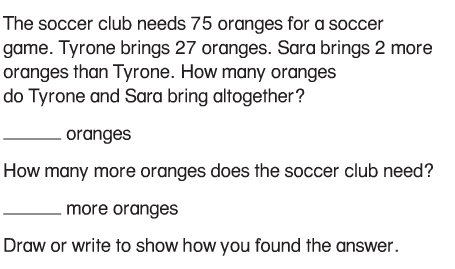 The soccer club needs 75 oranges for a soccer
game. Tyrone brings 27 oranges. Sara brings 2 more
oranges than Tyrone. How many oranges
do Tyrone and Sara bring altogether?
______ oranges
How many more oranges does the soccer club need?
______ more oranges
Draw or write to show how you found the answer.